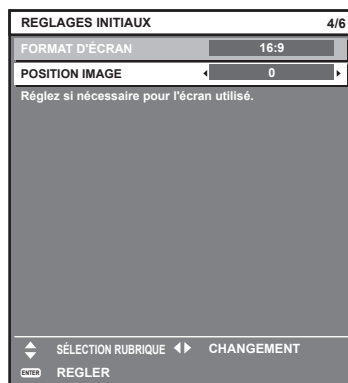 REGLAGES INITIAUX 4/6
FORMAT D'ÉCRAN 16:9
POSITION IMAGE 0
Réglez si nécessaire pour l'écran utilisé.
SÉLECTION RUBRIQUE CHANGEMENT
ENTER REGLER